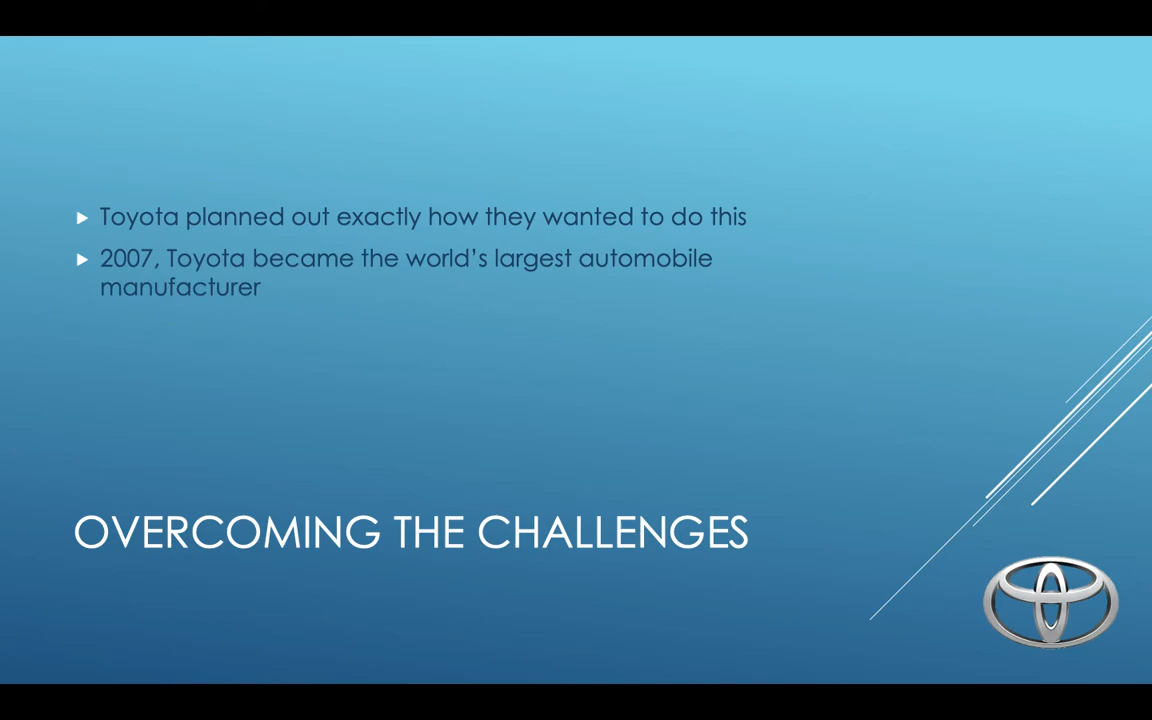 Toyota planned out exactly how they wanted to do this
2007, Toyota became the world's largest automobile
manufacturer
OVERCOMING THE CHALLENGES